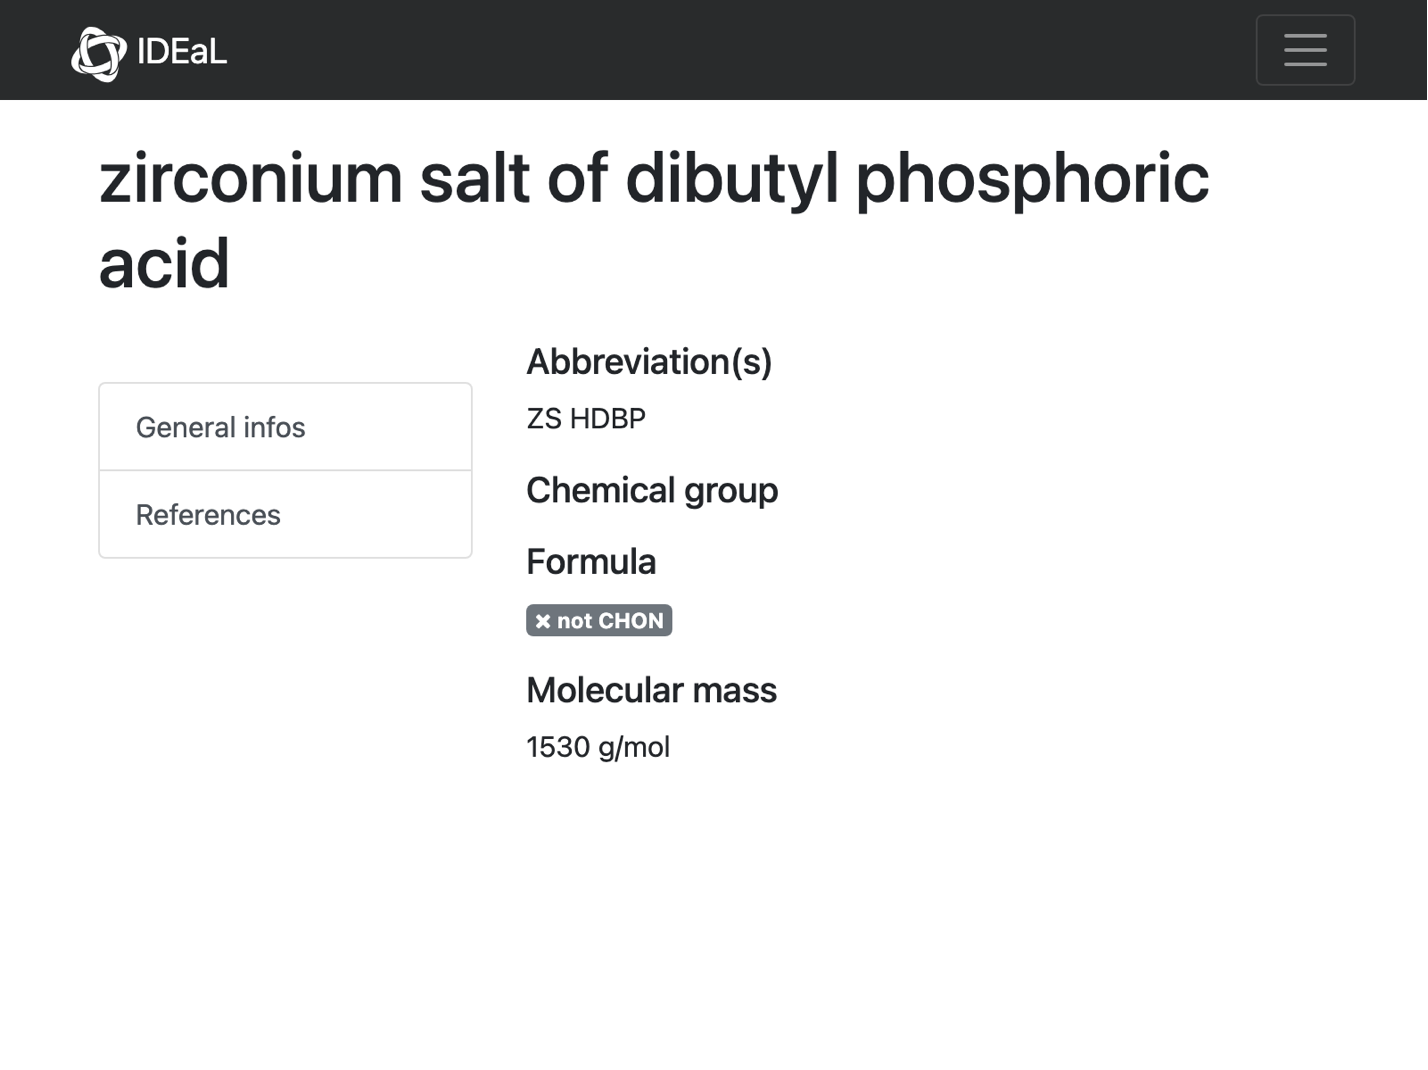 IDEaL
zirconium salt of dibutyl phosphoric
acid
General infos
References
Abbreviation(s)
ZS HDBP
Chemical group
Formula
× not CHON
Molecular mass
1530 g/mol